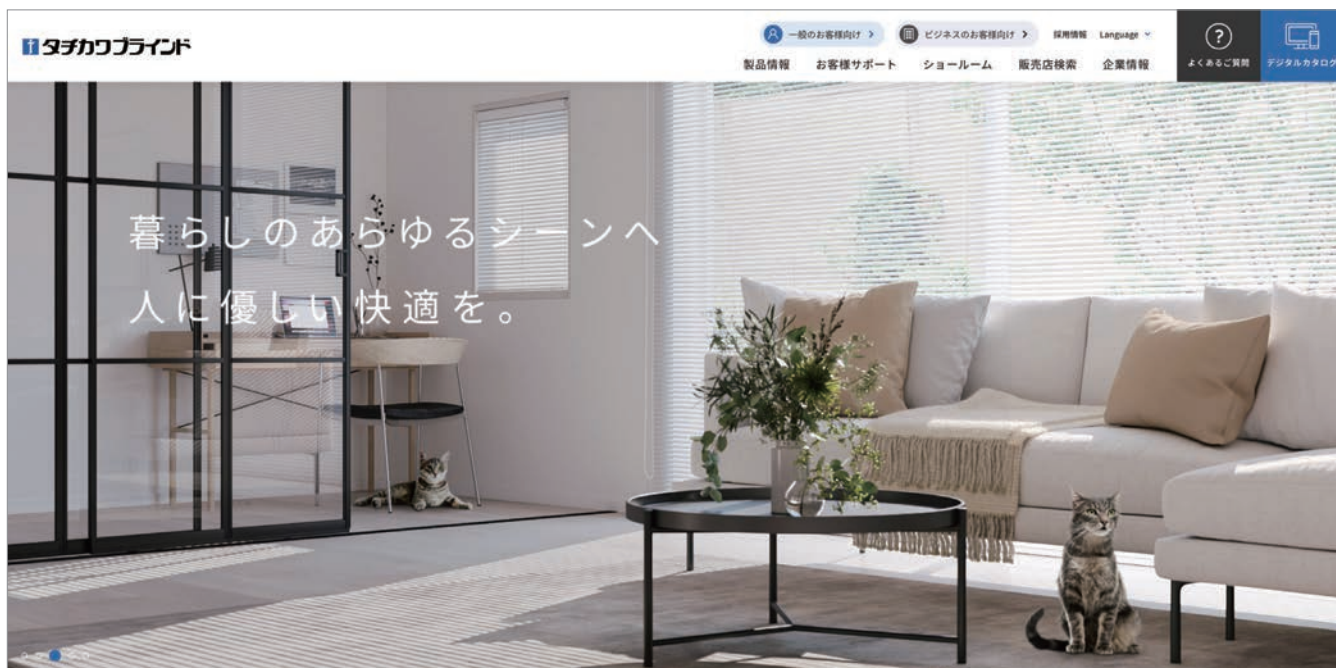 タチカワブラインド
一般のお客様向け
ビジネスのお客様向け
採用情報
Language
製品情報
お客様サポート
ショールーム
販売店検索
企業情報
?
よくあるご質問
デジタルカタログ
暮らしのあらゆるシーンへ
人に優しい快適を。